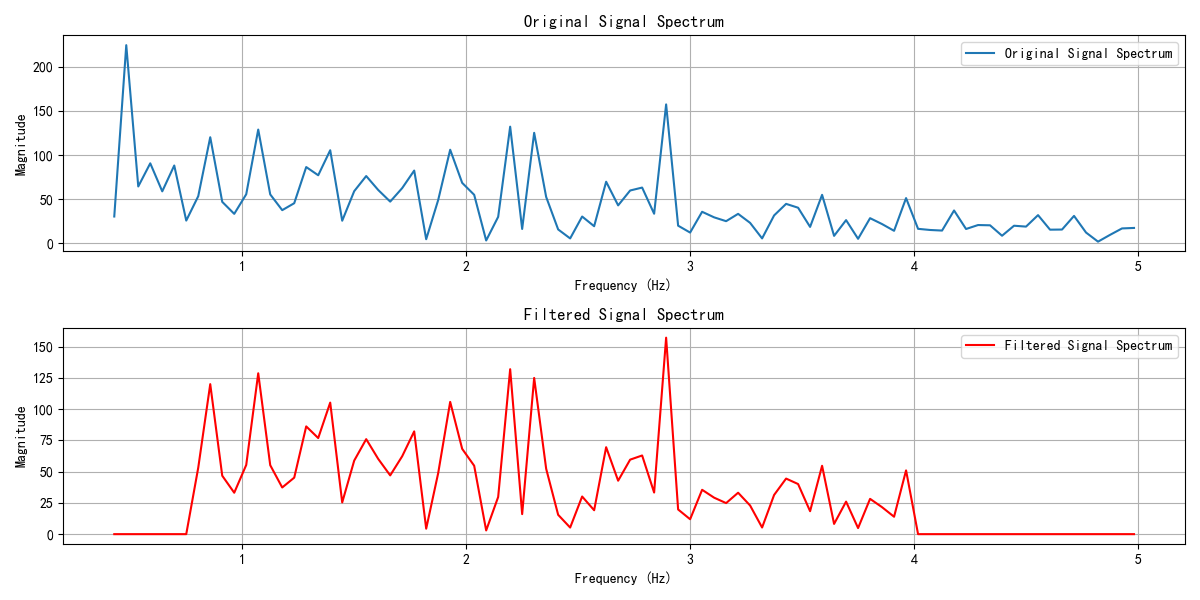 Original Signal Spectrum
Original Signal Spectrum
Magnitude
200
150
100
50
0
1 2 3 4 5
Frequency (Hz)
Filtered Signal Spectrum
Filtered Signal Spectrum
Magnitude
150
125
100
75
50
25
0
1 2 3 4 5
Frequency (Hz)